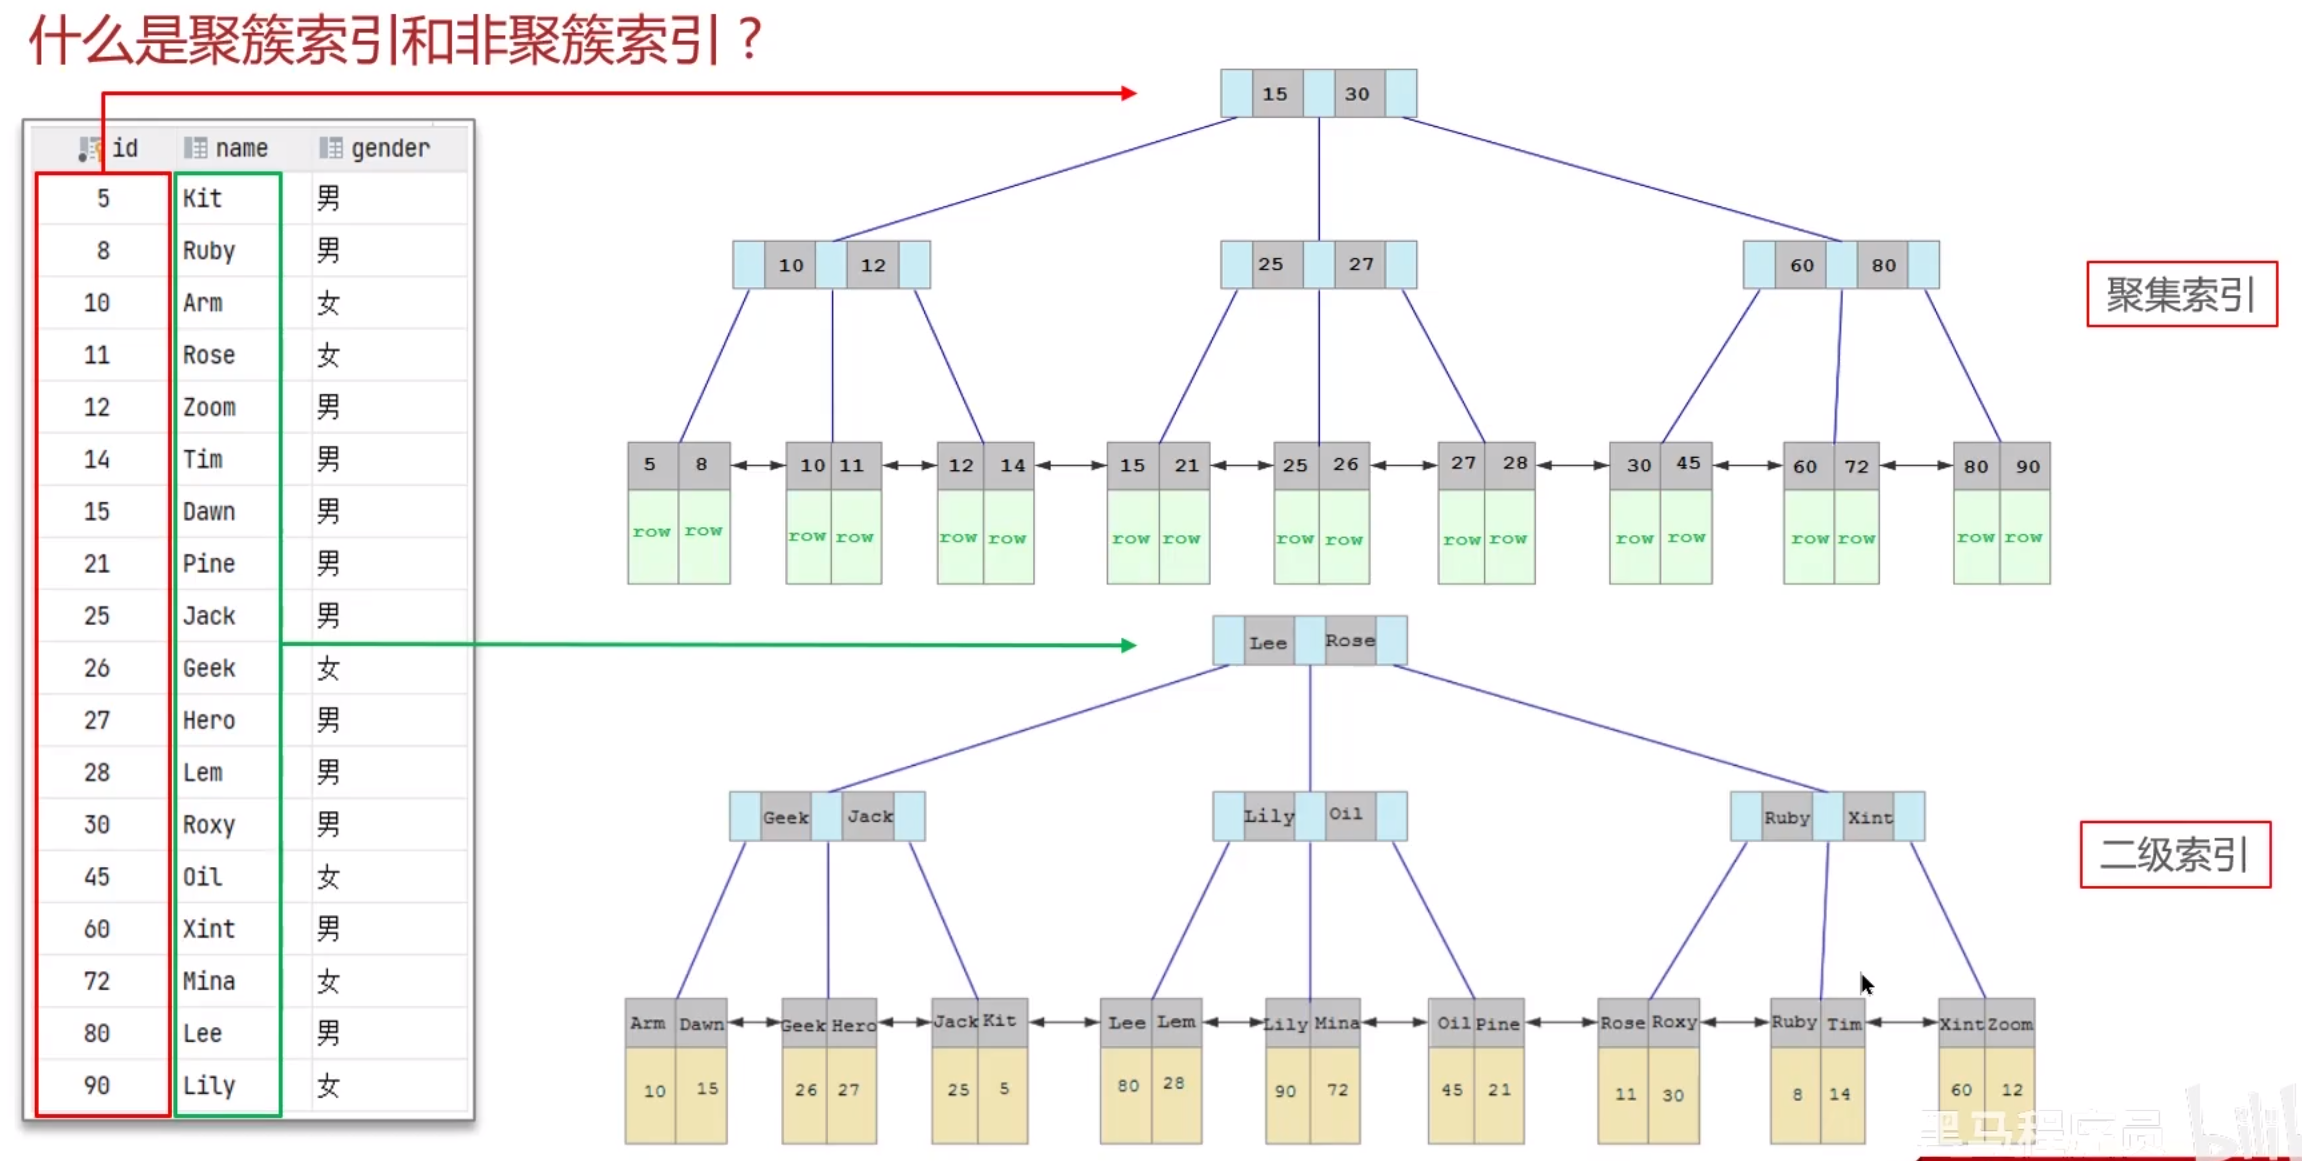 什么是聚簇索引和非聚簇索引？
id name gender
5 Kit 男
8 Ruby 男
10 Arm 女
11 Rose 女
12 Zoom 男
14 Tim 男
15 Dawn 男
21 Pine 男
25 Jack 男
26 Geek 女
27 Hero 男
28 Lem 男
30 Roxy 男
45 Oil 女
60 Xint 男
72 Mina 女
80 Lee 男
90 Lily 女
15 30
10 12 25 27 60 80
聚集索引
5 8 10 11 12 14 15 21 25 26 27 28 30 45 60 72 80 90
row row row row row row row row row row row row row row row row row row
Lee Rose
Geek Jack Lily Oil Ruby Xint
二级索引
Arm Dawn Geek Hero Jack Kit Lee Lem Lily Mina Oil Pine Rose Roxy Ruby Tim Xint Zoom
10 15 26 27 25 5 80 28 90 72 45 21 11 30 8 14 60 12
黑马程序员
bilibili